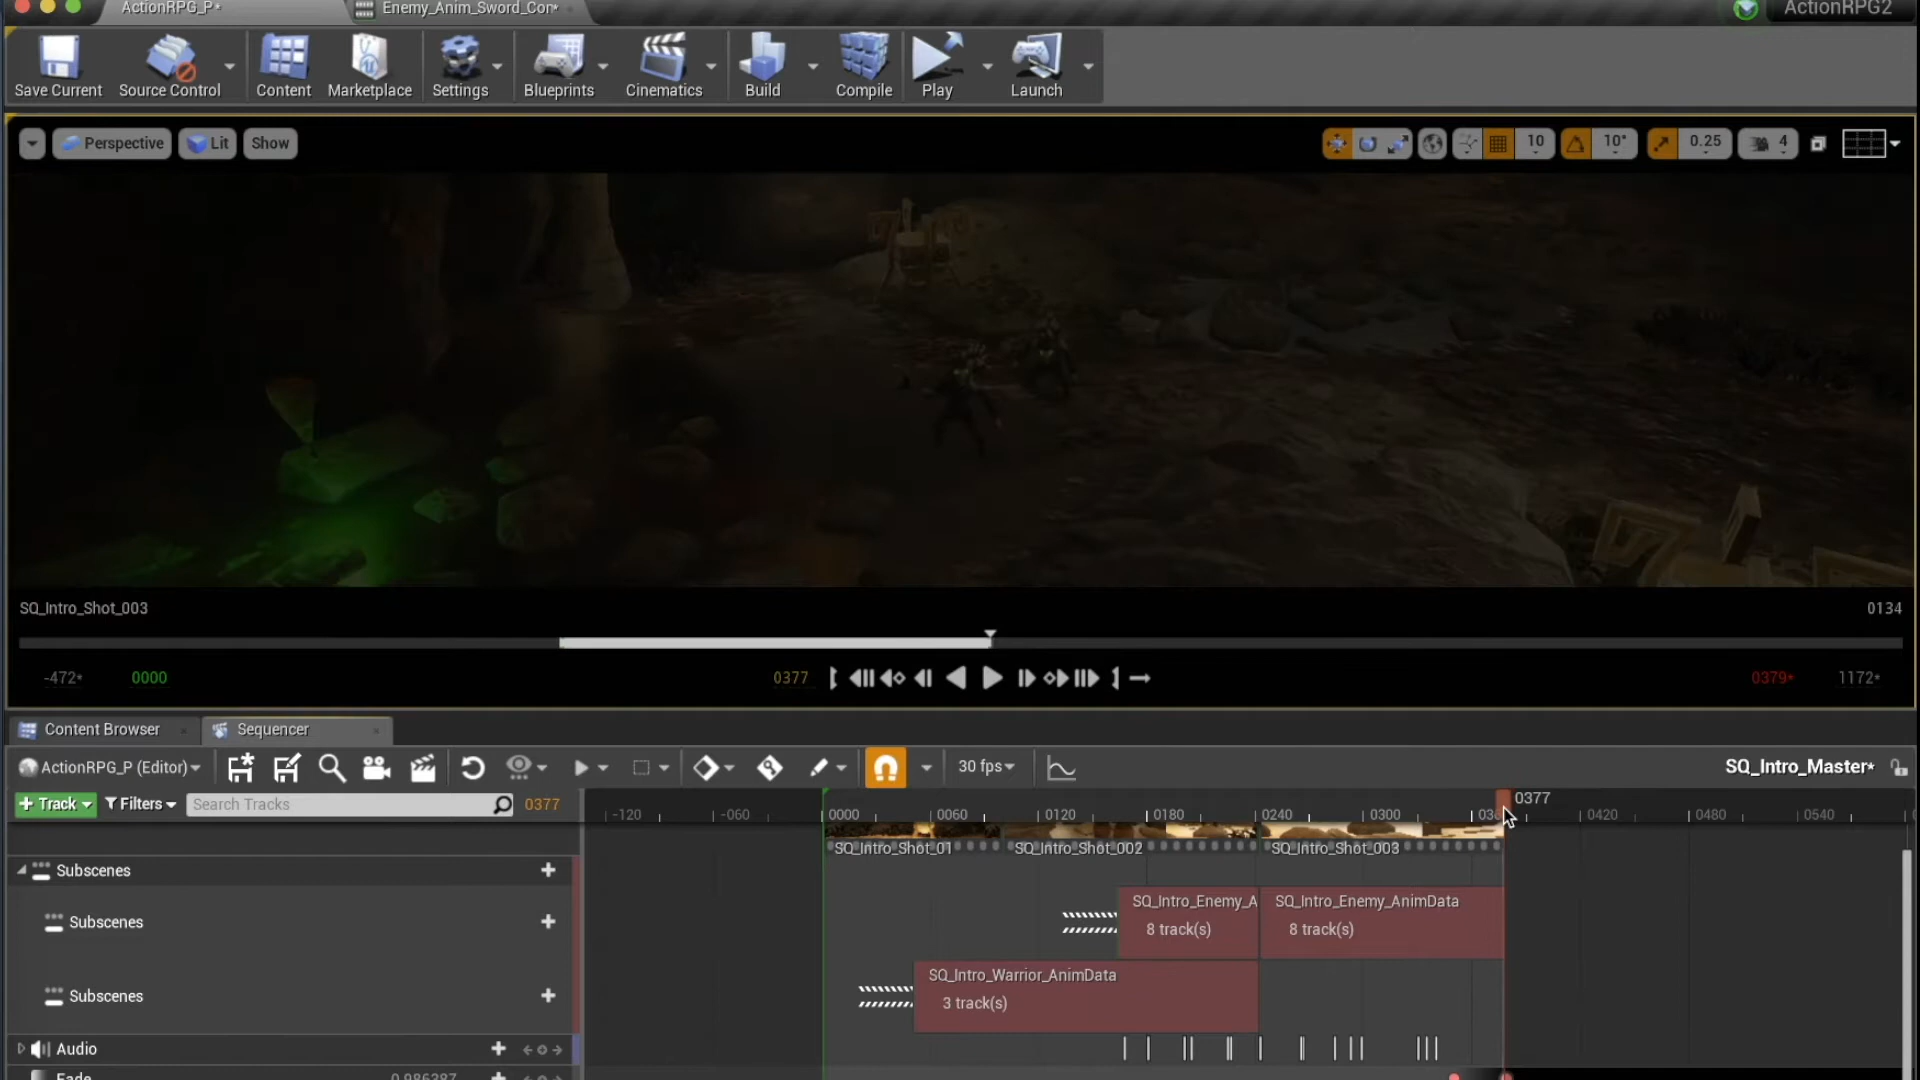 ActionRPG_P*
Enemy_Anim_Sword_Con*
ActionRPG2
Save Current
Source Control
Content
Marketplace
Settings
Blueprints
Cinematics
Build
Compile
Play
Launch
Perspective
Lit
Show
10
10°
0.25
4
SQ_Intro_Shot_003
0134
-472*
0000
0377
0379*
1172*
Content Browser
Sequencer
ActionRPG_P (Editor)
30 fps
SQ_Intro_Master*
+ Track
Filters
Search Tracks
0377
-120
-060
0000
0060
0120
0180
0240
0300
0377
0420
0480
0540
SQ_Intro_Shot_01
SQ_Intro_Shot_002
SQ_Intro_Shot_003
Subscenes
Subscenes
SQ_Intro_Enemy_A
8 track(s)
SQ_Intro_Enemy_AnimData
8 track(s)
Subscenes
SQ_Intro_Warrior_AnimData
3 track(s)
Audio
Fade
0.986387